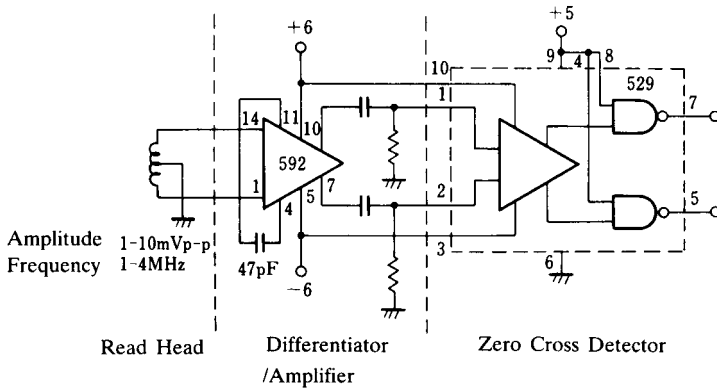 +6
+5
9 4 8
10
529
1
7
14
11
10
592
1
7
5
4
2
5
3
6
47pF
-6
Amplitude 1-10mVp-p
Frequency 1-4MHz
Read Head
Differentiator
/Amplifier
Zero Cross Detector